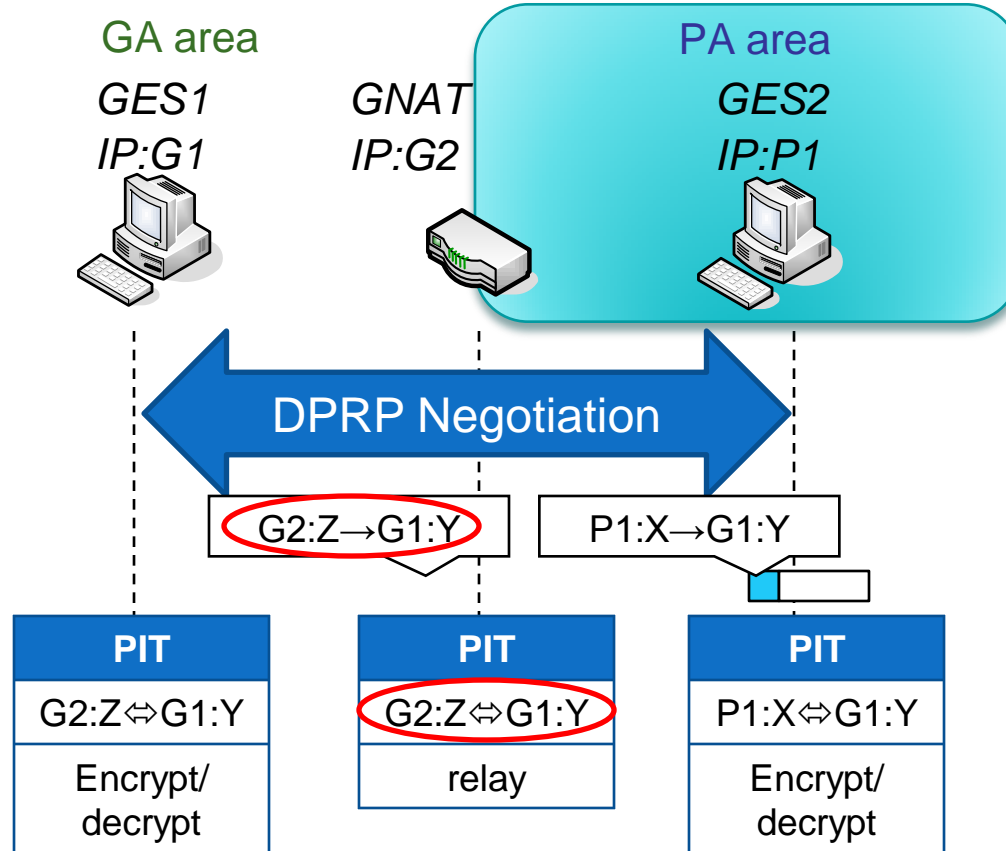 GA area
PA area
GES1
IP:G1
GNAT
IP:G2
GES2
IP:P1
DPRP Negotiation
G2:Z→G1:Y
P1:X→G1:Y
PIT
G2:Z⇔G1:Y
Encrypt/
decrypt
PIT
G2:Z⇔G1:Y
relay
PIT
P1:X⇔G1:Y
Encrypt/
decrypt